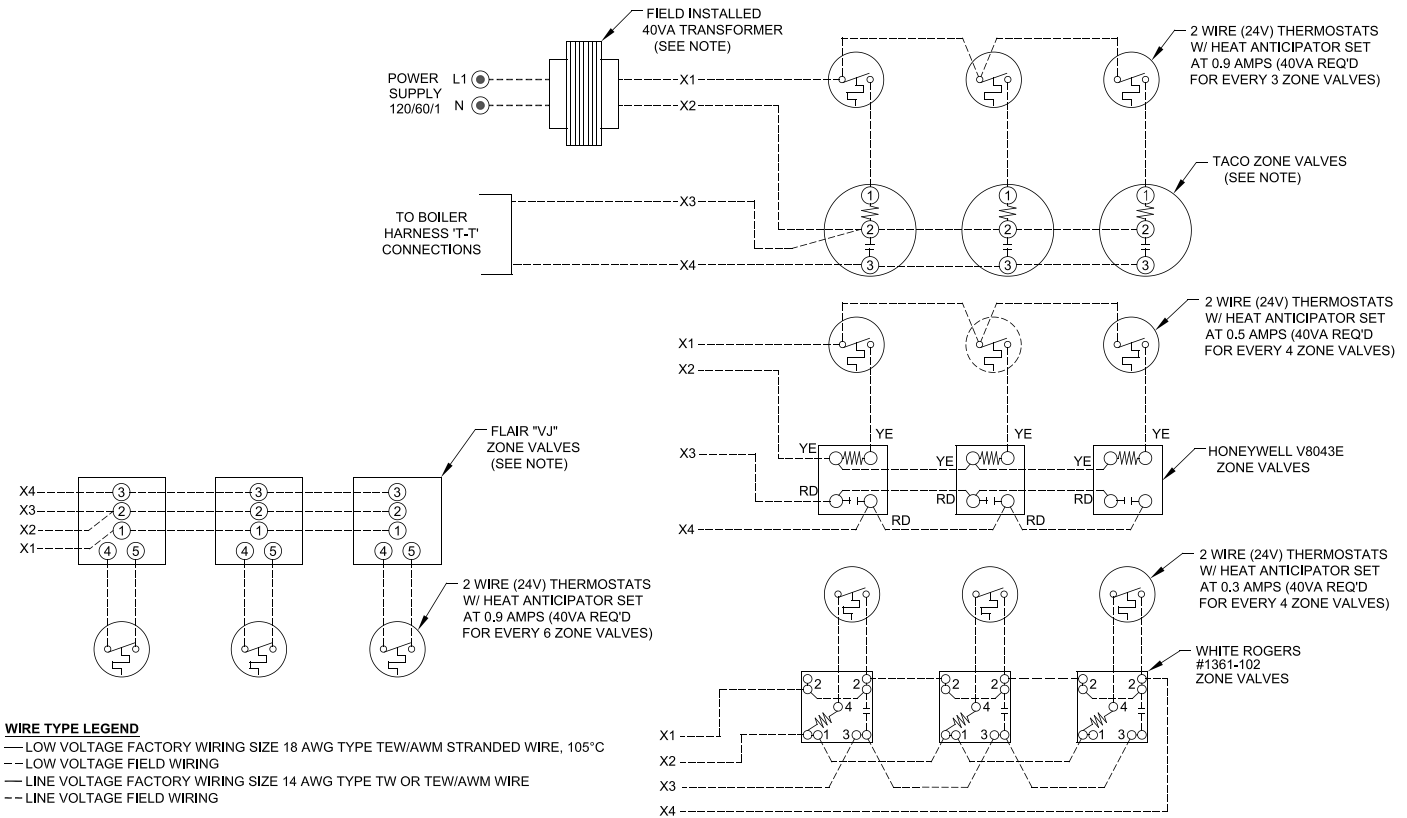 FIELD INSTALLED
40VA TRANSFORMER
(SEE NOTE)
POWER
SUPPLY
120/60/1
L1
N
X1
X2
2 WIRE (24V) THERMOSTATS
W/ HEAT ANTICIPATOR SET
AT 0.9 AMPS (40VA REQ'D
FOR EVERY 3 ZONE VALVES)
TACO ZONE VALVES
(SEE NOTE)
TO BOILER
HARNESS 'T-T'
CONNECTIONS
X3
X4
1 1 1
2 2 2
3 3 3
2 WIRE (24V) THERMOSTATS
W/ HEAT ANTICIPATOR SET
AT 0.5 AMPS (40VA REQ'D
FOR EVERY 4 ZONE VALVES)
X1
X2
X3
X4
YE YE YE
YE YE YE
RD RD RD
RD RD
HONEYWELL V8043E
ZONE VALVES
FLAIR "VJ"
ZONE VALVES
(SEE NOTE)
X4
X3
X2
X1
3 3 3
2 2 2
1 1 1
4 5 4 5 4 5
2 WIRE (24V) THERMOSTATS
W/ HEAT ANTICIPATOR SET
AT 0.9 AMPS (40VA REQ'D
FOR EVERY 6 ZONE VALVES)
2 WIRE (24V) THERMOSTATS
W/ HEAT ANTICIPATOR SET
AT 0.3 AMPS (40VA REQ'D
FOR EVERY 4 ZONE VALVES)
WHITE ROGERS
#1361-102
ZONE VALVES
2 2 2 2 2 2
4 4 4
1 3 1 3 1 3
X1
X2
X3
X4
WIRE TYPE LEGEND
LOW VOLTAGE FACTORY WIRING SIZE 18 AWG TYPE TEW/AWM STRANDED WIRE, 105°C
LOW VOLTAGE FIELD WIRING
LINE VOLTAGE FACTORY WIRING SIZE 14 AWG TYPE TW OR TEW/AWM WIRE
LINE VOLTAGE FIELD WIRING